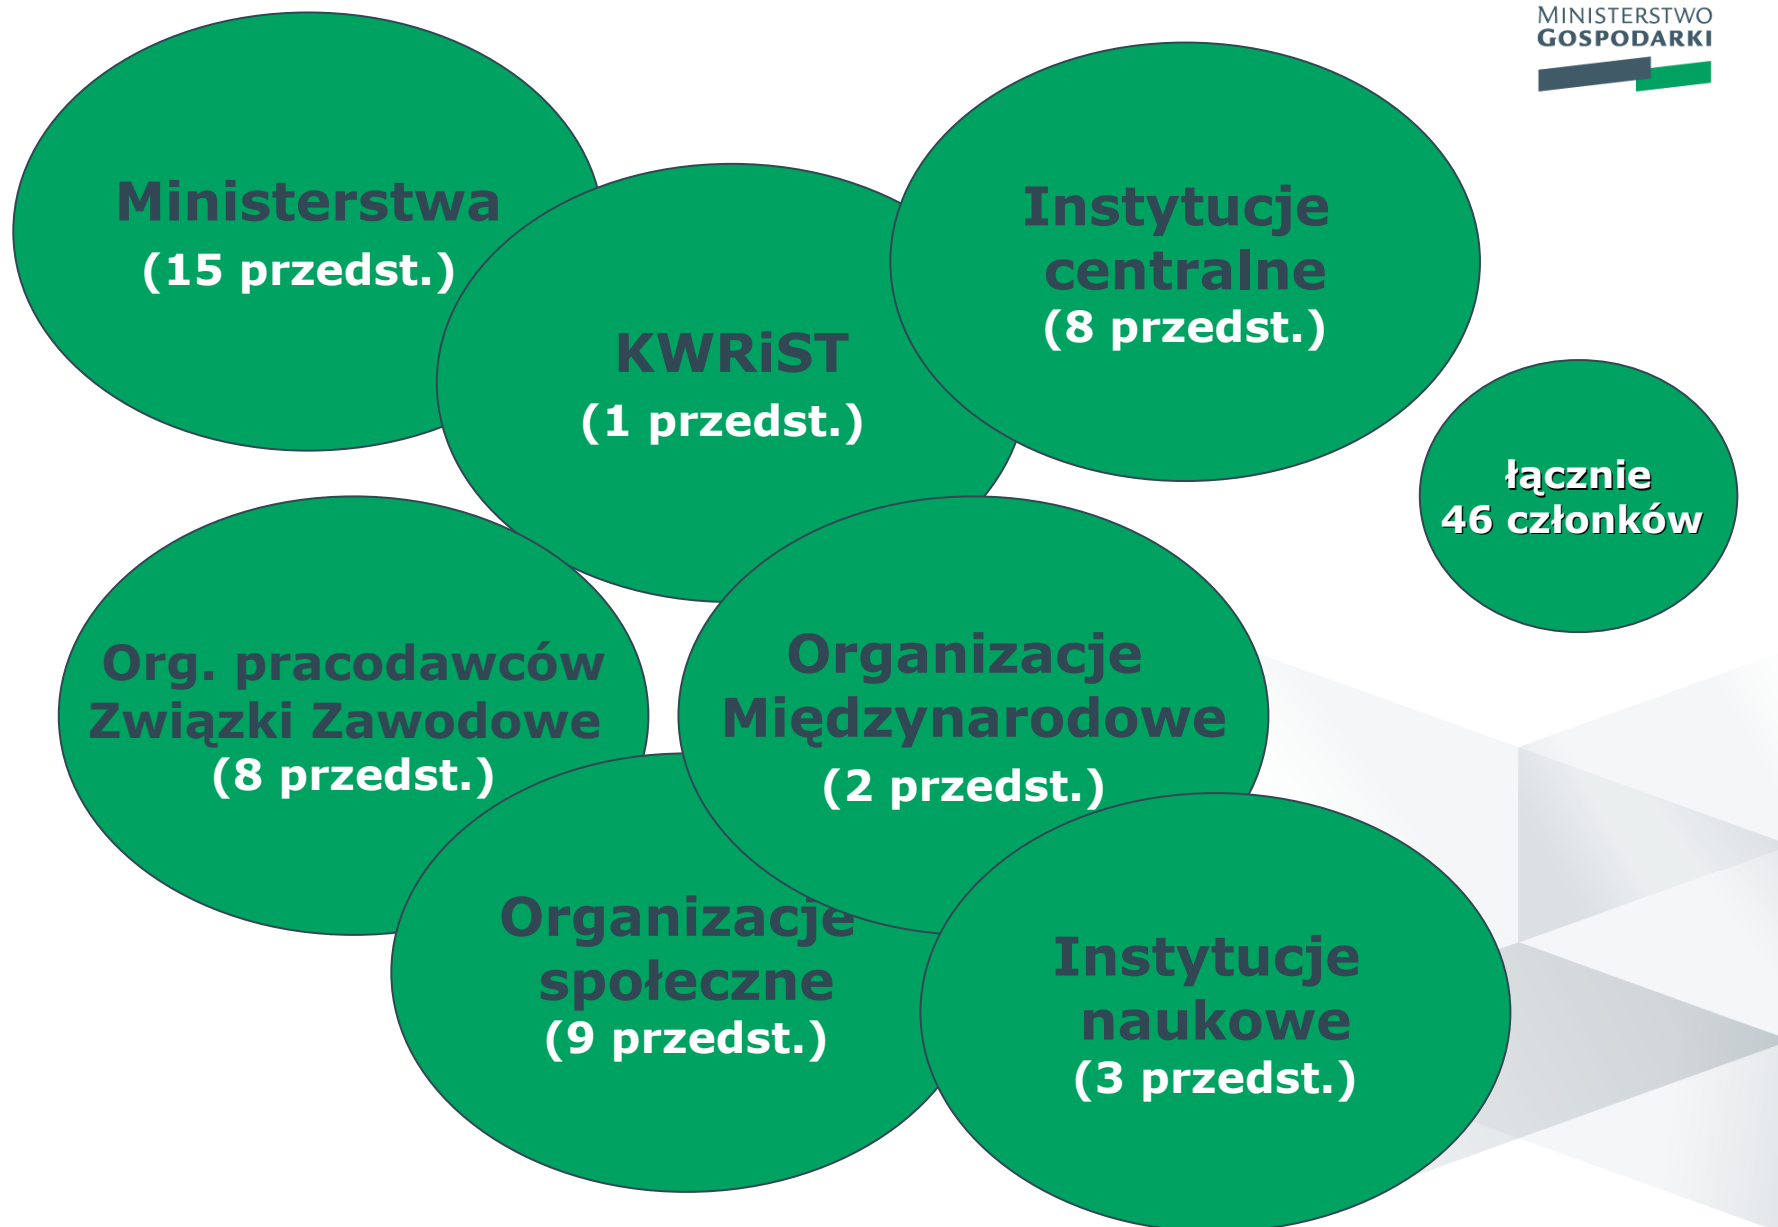 MINISTERSTWO
GOSPODARKI
Ministerstwa
(15 przedst.)
KWRiST
(1 przedst.)
Instytucje
centralne
(8 przedst.)
łącznie
46 członków
Org. pracodawców
Związki Zawodowe
(8 przedst.)
Organizacje
Międzynarodowe
(2 przedst.)
Organizacje
społeczne
(9 przedst.)
Instytucje
naukowe
(3 przedst.)